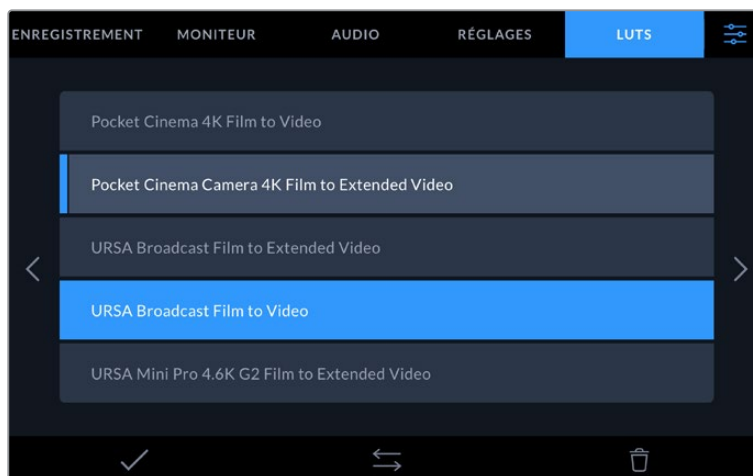 ENREGISTREMENT MONITEUR AUDIO RÉGLAGES LUTS
Pocket Cinema 4K Film to Video
Pocket Cinema Camera 4K Film to Extended Video
URSA Broadcast Film to Extended Video
URSA Broadcast Film to Video
URSA Mini Pro 4.6K G2 Film to Extended Video